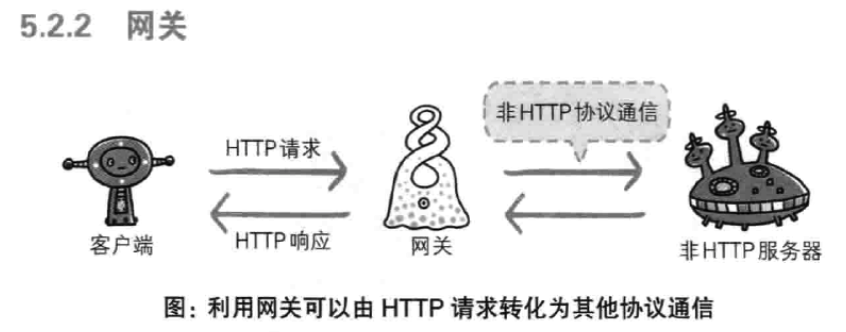 5.2.2 网关
非HTTP协议通信
HTTP请求
HTTP响应
客户端
网关
非HTTP服务器
图：利用网关可以由 HTTP 请求转化为其他协议通信